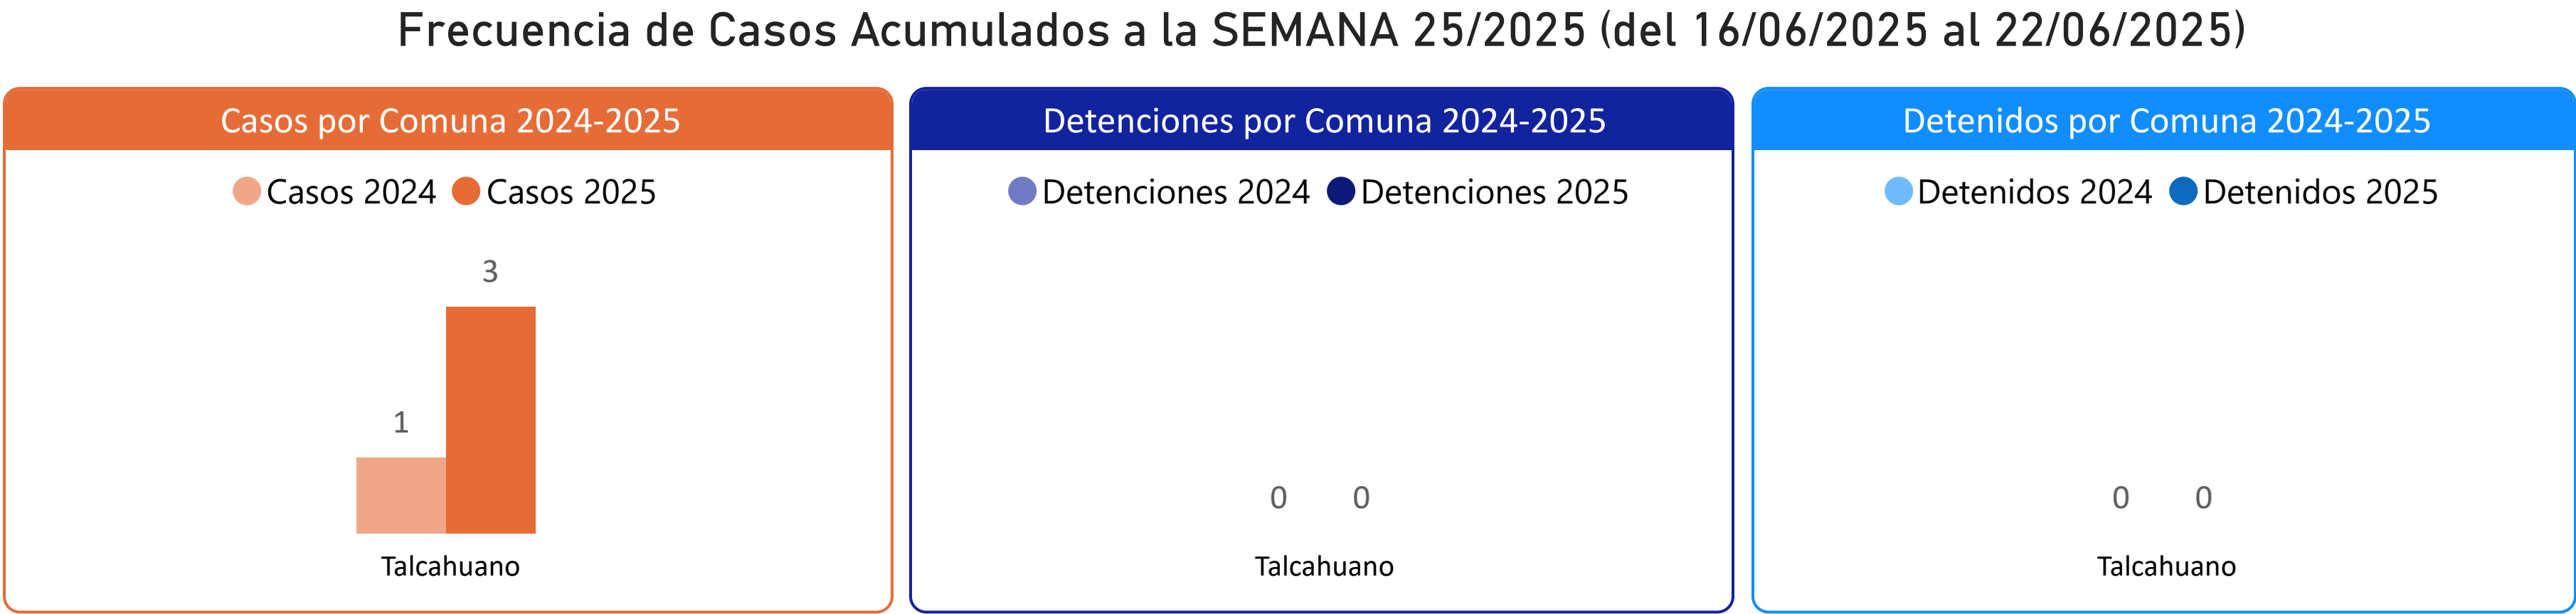 Frecuencia de Casos Acumulados a la SEMANA 25/2025 (del 16/06/2025 al 22/06/2025)
Casos por Comuna 2024-2025
Casos 2024 Casos 2025
3
1
Talcahuano
Detenciones por Comuna 2024-2025
Detenciones 2024 Detenciones 2025
0 0
Talcahuano
Detenidos por Comuna 2024-2025
Detenidos 2024 Detenidos 2025
0 0
Talcahuano